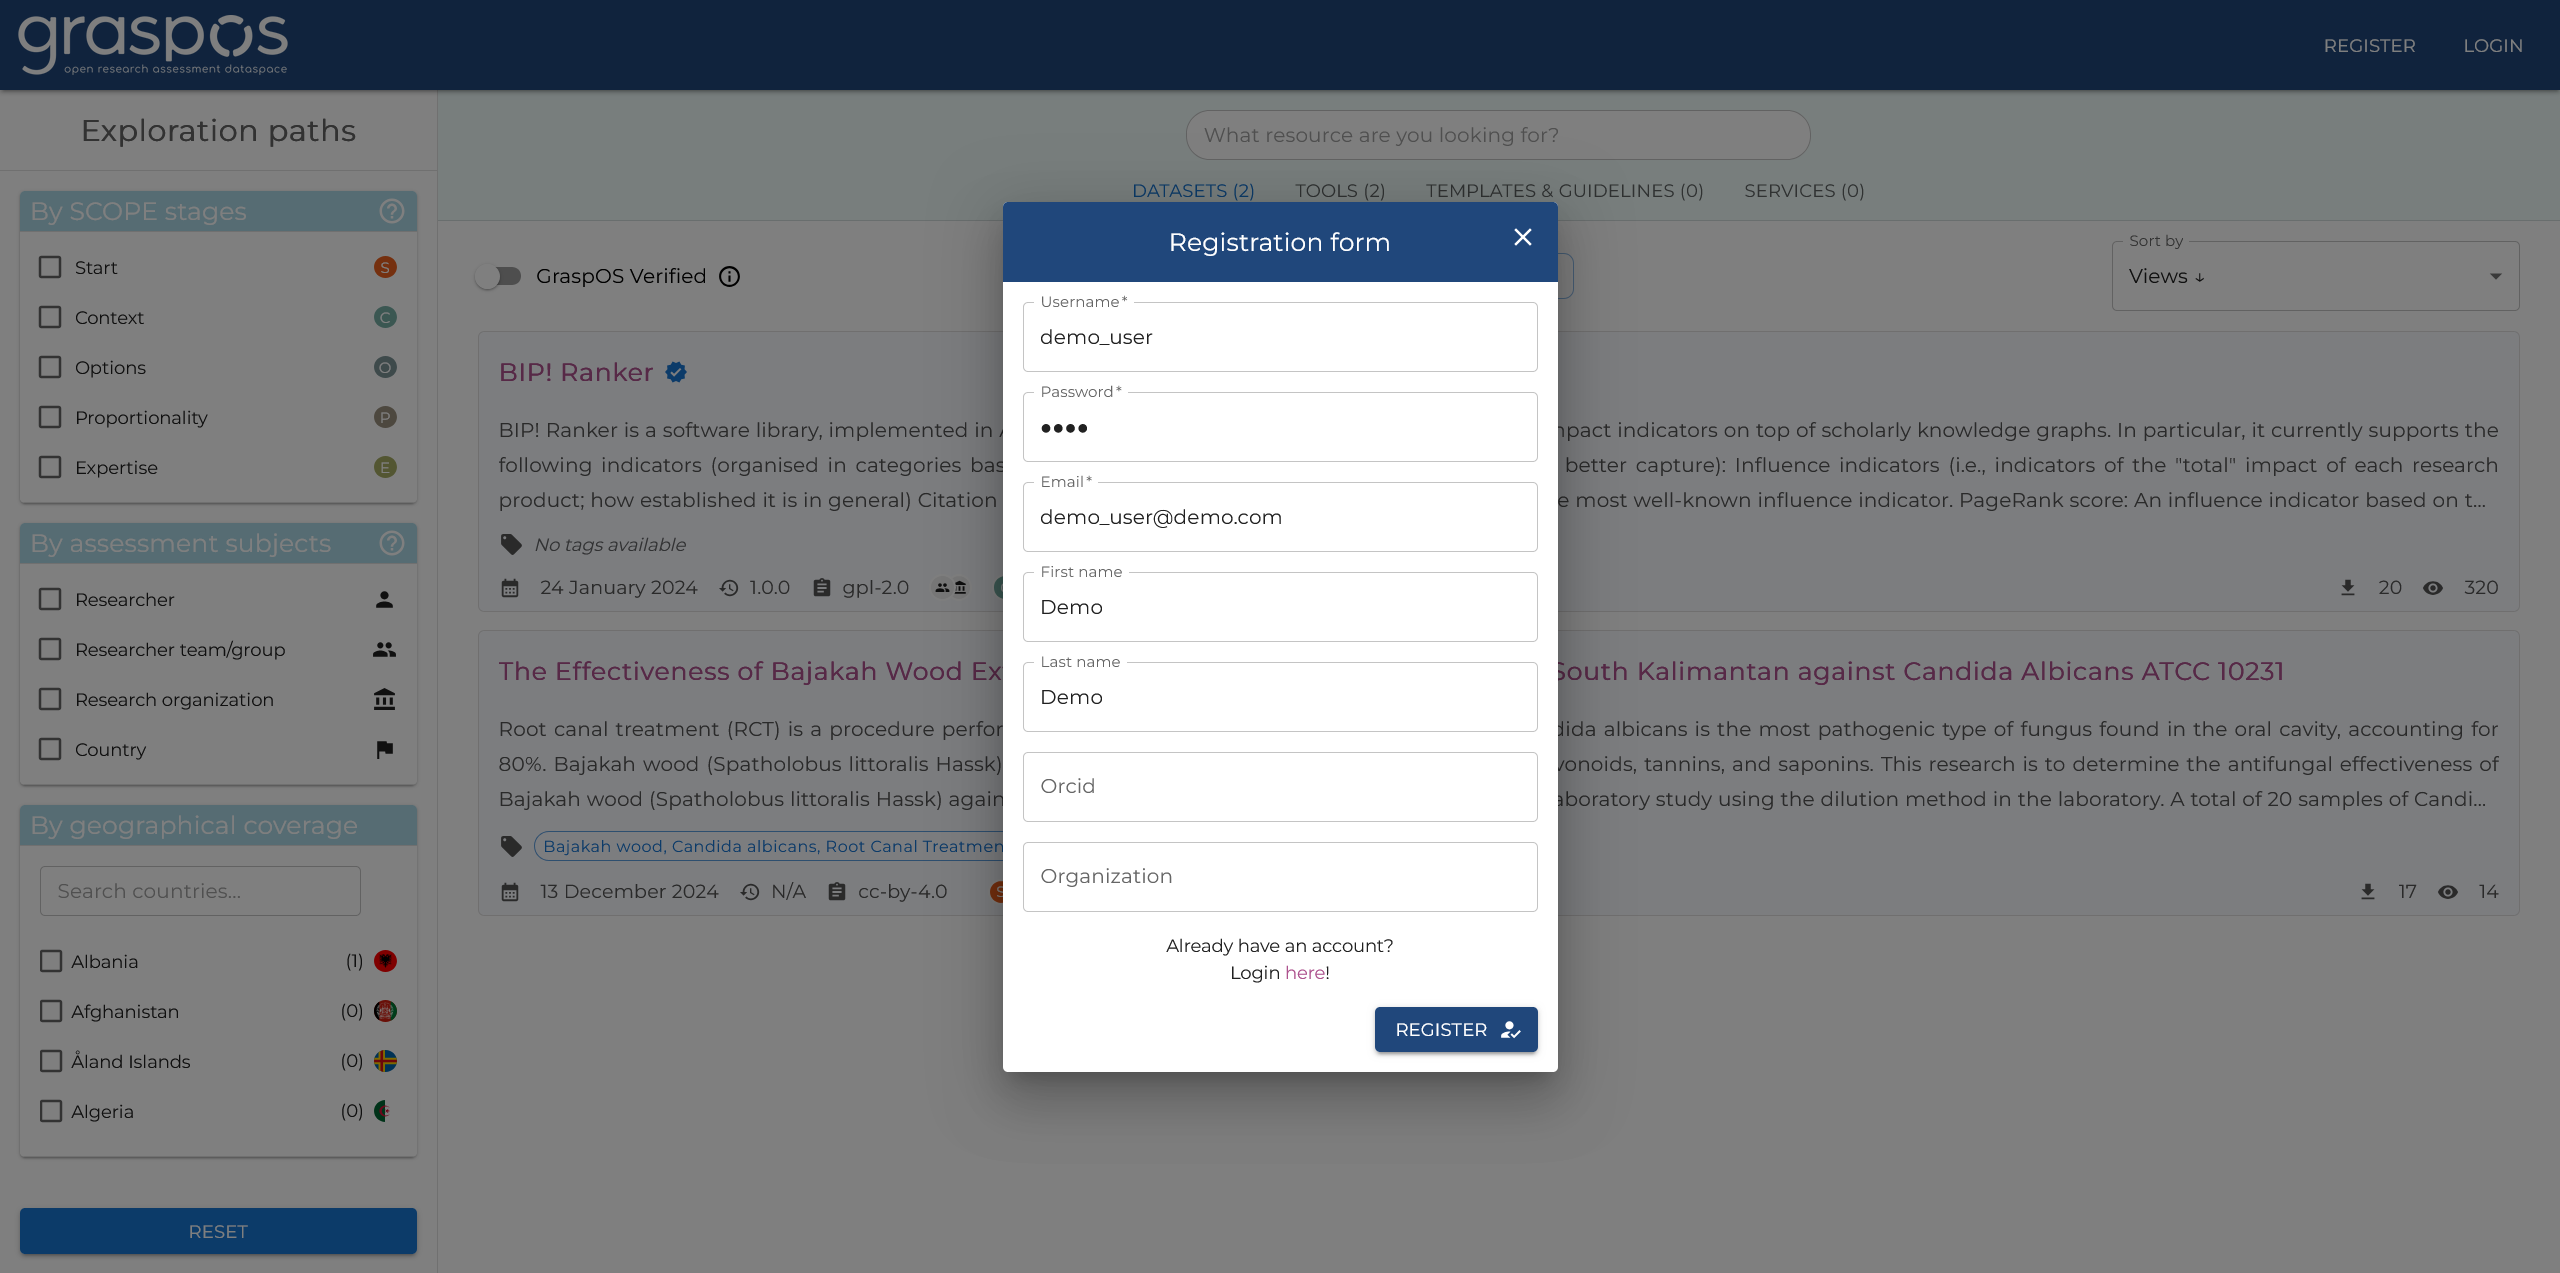 graspos
open research assessment dataspace
REGISTER
LOGIN
Exploration paths
By SCOPE stages
Start
S
Context
C
Options
O
Proportionality
P
Expertise
E
By assessment subjects
Researcher
Researcher team/group
Research organization
Country
By geographical coverage
Search countries...
Albania (1)
Afghanistan (0)
Åland Islands (0)
Algeria (0)
RESET
What resource are you looking for?
DATASETS (2)
TOOLS (2)
TEMPLATES & GUIDELINES (0)
SERVICES (0)
GraspOS Verified
Sort by
Views ↓
BIP! Ranker
BIP! Ranker is a software library, implemented in
mpact indicators on top of scholarly knowledge graphs. In particular, it currently supports the
following indicators (organised in categories bas
better capture): Influence indicators (i.e., indicators of the "total" impact of each research
product; how established it is in general) Citation
e most well-known influence indicator. PageRank score: An influence indicator based on t...
No tags available
24 January 2024
1.0.0
gpl-2.0
20
320
The Effectiveness of Bajakah Wood Ex
South Kalimantan against Candida Albicans ATCC 10231
Root canal treatment (RCT) is a procedure perfor
dida albicans is the most pathogenic type of fungus found in the oral cavity, accounting for
80%. Bajakah wood (Spatholobus littoralis Hassk)
vonoids, tannins, and saponins. This research is to determine the antifungal effectiveness of
Bajakah wood (Spatholobus littoralis Hassk) again
aboratory study using the dilution method in the laboratory. A total of 20 samples of Candi...
Bajakah wood, Candida albicans, Root Canal Treatmen
13 December 2024
N/A
cc-by-4.0
S
17
14
Registration form
Username *
demo_user
Password *
••••
Email *
demo_user@demo.com
First name
Demo
Last name
Demo
Orcid
Organization
Already have an account?
Login here!
REGISTER